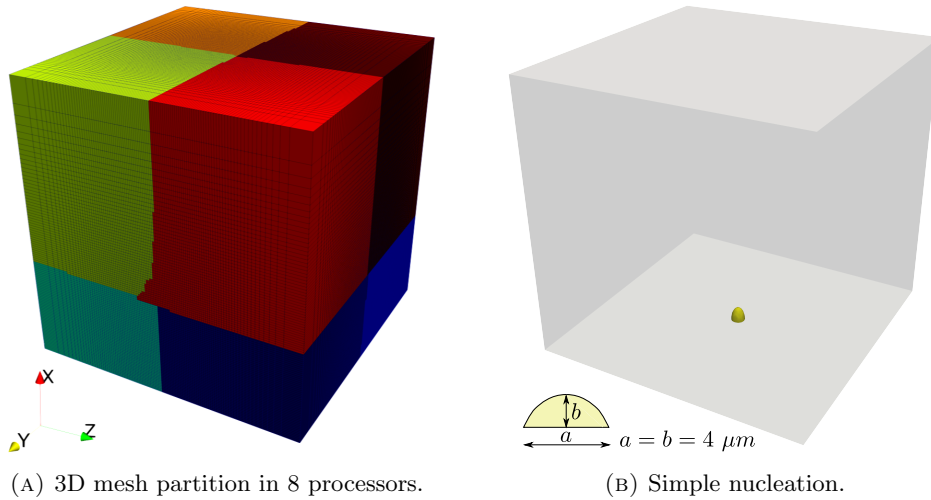 X
Y
Z
b
a
a = b = 4 μm
(A) 3D mesh partition in 8 processors.
(B) Simple nucleation.